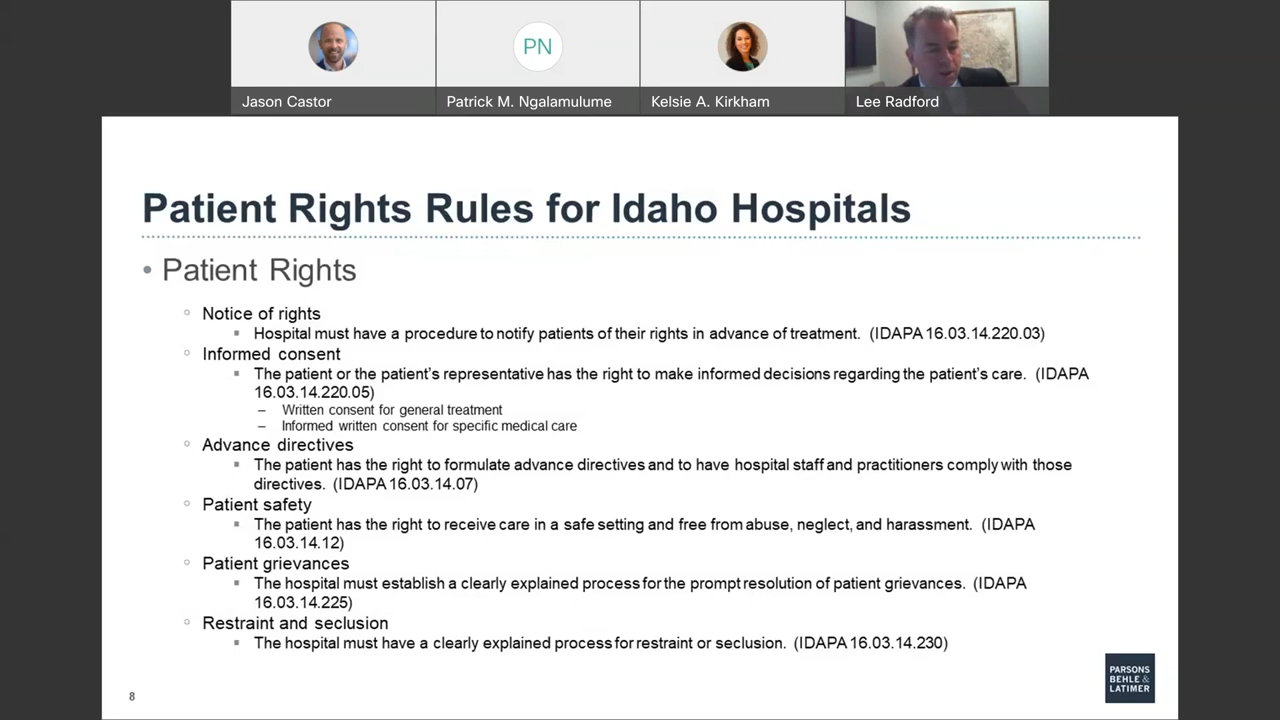 PN
Jason Castor
Patrick M. Ngalamulume
Kelsie A. Kirkham
Lee Radford
Patient Rights Rules for Idaho Hospitals
• Patient Rights
◦ Notice of rights
▪ Hospital must have a procedure to notify patients of their rights in advance of treatment. (IDAPA 16.03.14.220.03)
◦ Informed consent
▪ The patient or the patient's representative has the right to make informed decisions regarding the patient's care. (IDAPA
16.03.14.220.05)
– Written consent for general treatment
– Informed written consent for specific medical care
◦ Advance directives
▪ The patient has the right to formulate advance directives and to have hospital staff and practitioners comply with those
directives. (IDAPA 16.03.14.07)
◦ Patient safety
▪ The patient has the right to receive care in a safe setting and free from abuse, neglect, and harassment. (IDAPA
16.03.14.12)
◦ Patient grievances
▪ The hospital must establish a clearly explained process for the prompt resolution of patient grievances. (IDAPA
16.03.14.225)
◦ Restraint and seclusion
▪ The hospital must have a clearly explained process for restraint or seclusion. (IDAPA 16.03.14.230)
8
PARSONS
BEHLE &
LATIMER